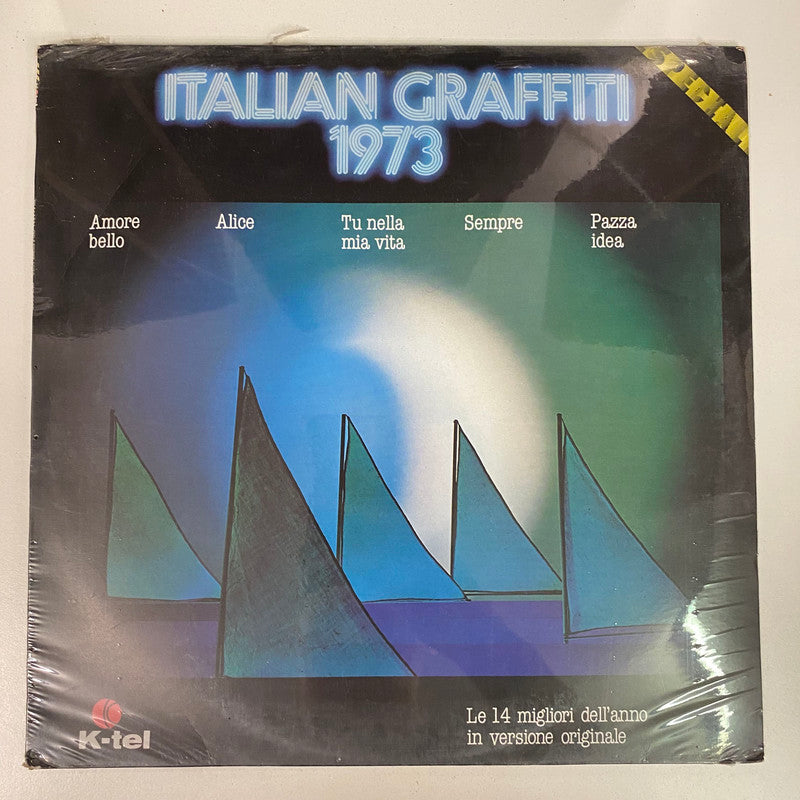 ITALIAN GRAFFITI
1973
SPECIAL
Amore
bello
Alice
Tu nella
mia vita
Sempre
Pazza
idea
Le 14 migliori dell'anno
in versione originale
K-tel